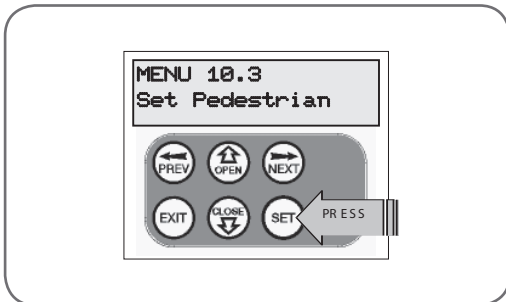 MENU 10.3
Set Pedestrian
PREV
OPEN
NEXT
EXIT
CLOSE
SET
PRESS